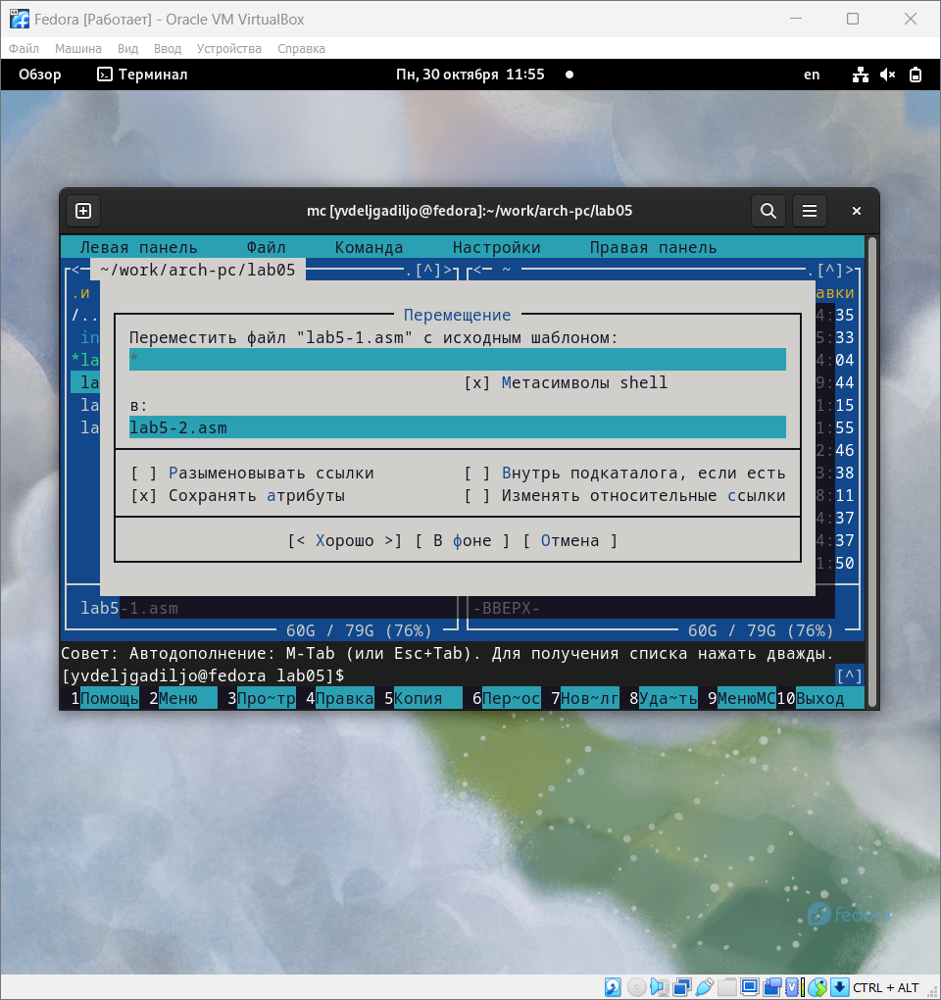 Fedora [Работает] - Oracle VM VirtualBox
Файл Машина Вид Ввод Устройства Справка
Обзор Терминал Пн, 30 октября 11:55 en
mc [yvdeljgadiljo@fedora]:~/work/arch-pc/lab05
Левая панель Файл Команда Настройки Правая панель
<─ ~/work/arch-pc/lab05 .[^]> <─ ~ .[^]>
.и авки
/.. 4:35
in 5:33
*la 4:04
la 9:44
la 1:15
la 1:55
2:46
3:38
8:11
4:37
4:37
1:50
Перемещение
Переместить файл "lab5-1.asm" с исходным шаблоном:
*
[x] Метасимволы shell
в:
lab5-2.asm
[ ] Разыменовывать ссылки [ ] Внутрь подкаталога, если есть
[x] Сохранять атрибуты [ ] Изменять относительные ссылки
[< Хорошо >] [ В фоне ] [ Отмена ]
lab5-1.asm -ВВЕРХ-
60G / 79G (76%) 60G / 79G (76%)
Совет: Автодополнение: M-Tab (или Esc+Tab). Для получения списка нажать дважды.
[yvdeljgadiljo@fedora lab05]$ [^]
1Помощь 2Меню 3Про~тр 4Правка 5Копия 6Пер~ос 7Нов~лг 8Уда~ть 9МенюMC 10Выход
fedora
CTRL + ALT